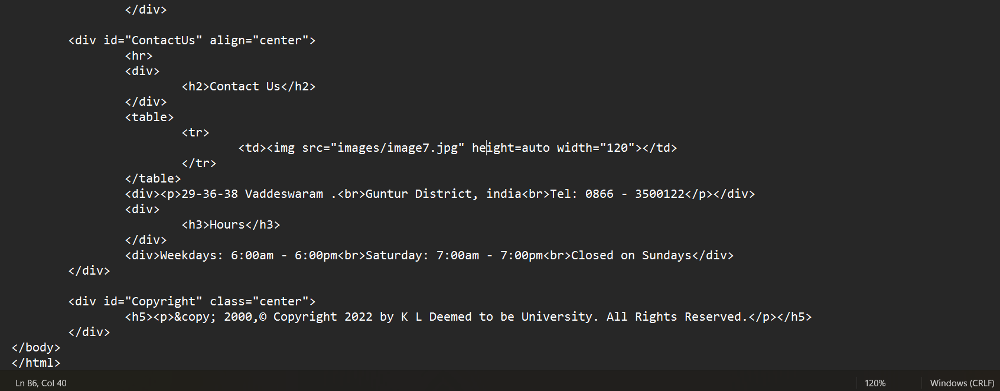 </div>
<div id="ContactUs" align="center">
<hr>
<div>
<h2>Contact Us</h2>
</div>
<table>
<tr>
<td><img src="images/image7.jpg" height=auto width="120"></td>
</tr>
</table>
<div><p>29-36-38 Vaddeswaram .<br>Guntur District, india<br>Tel: 0866 - 3500122</p></div>
<div>
<h3>Hours</h3>
</div>
<div>Weekdays: 6:00am - 6:00pm<br>Saturday: 7:00am - 7:00pm<br>Closed on Sundays</div>
</div>
<div id="Copyright" class="center">
<h5><p>&copy; 2000,© Copyright 2022 by K L Deemed to be University. All Rights Reserved.</p></h5>
</div>
</body>
</html>
Ln 86, Col 40 120% Windows (CRLF)